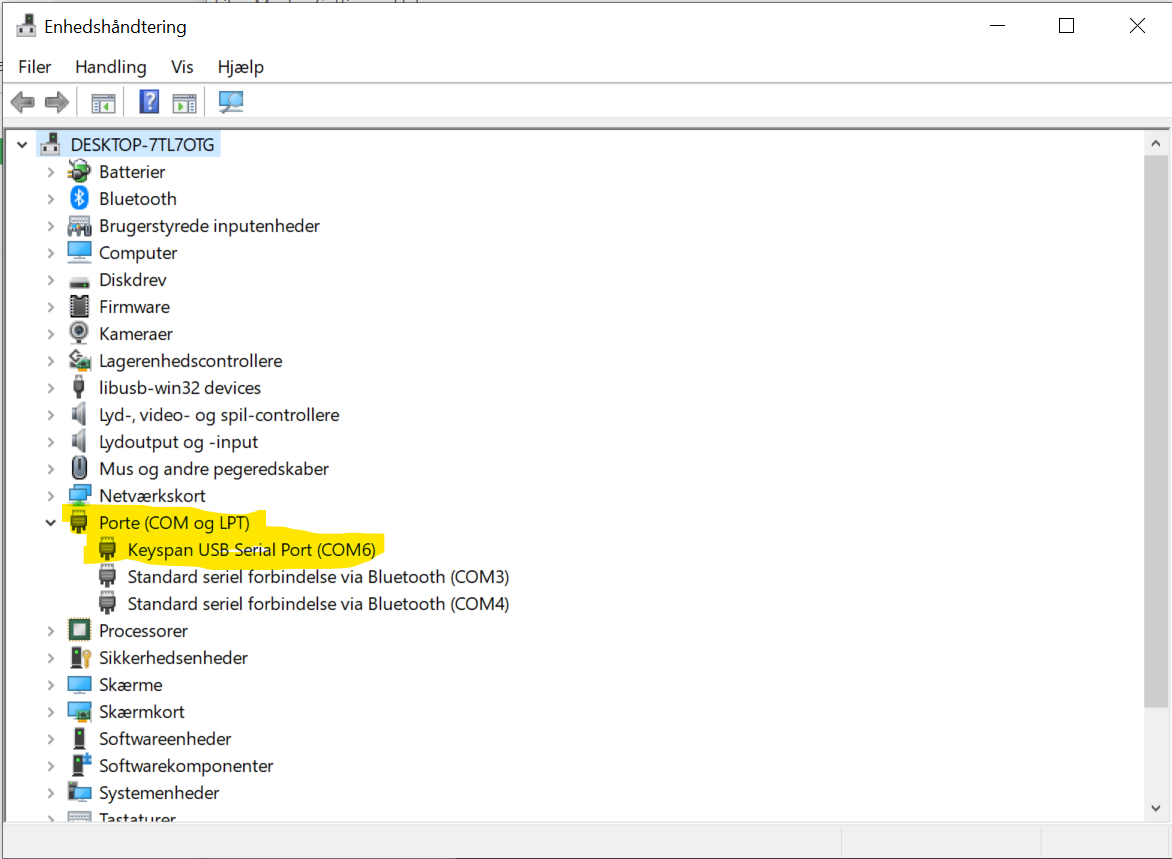 Enhedshåndtering
Filer Handling Vis Hjælp
DESKTOP-7TL7OTG
Batterier
Bluetooth
Brugerstyrede inputenheder
Computer
Diskdrev
Firmware
Kameraer
Lagerenhedscontrollere
libusb-win32 devices
Lyd-, video- og spil-controllere
Lydoutput og -input
Mus og andre pegeredskaber
Netværkskort
Porte (COM og LPT)
Keyspan USB Serial Port (COM6)
Standard seriel forbindelse via Bluetooth (COM3)
Standard seriel forbindelse via Bluetooth (COM4)
Processorer
Sikkerhedsenheder
Skærme
Skærmkort
Softwareenheder
Softwarekomponenter
Systemenheder
Tastaturer